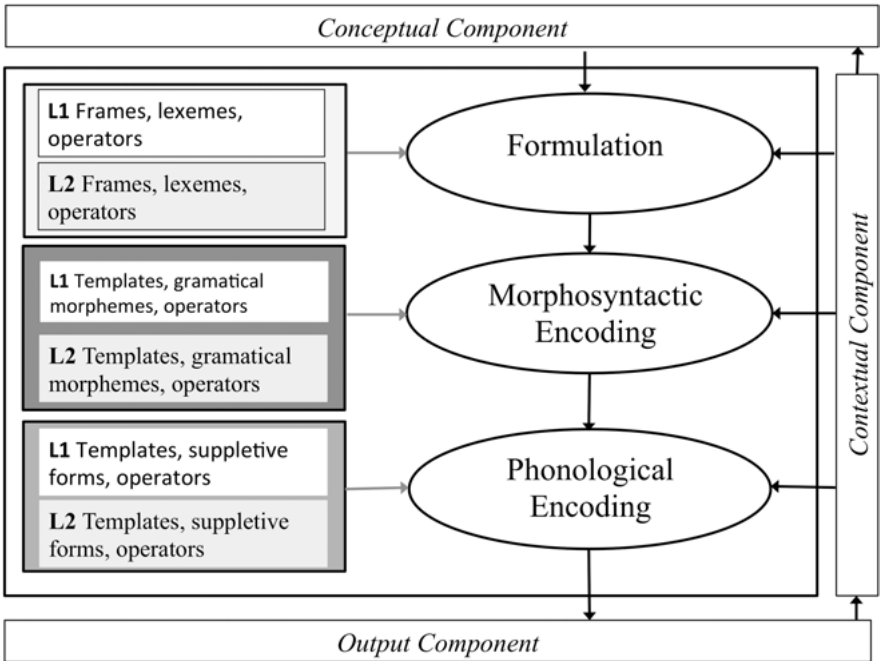 Conceptual Component
L1 Frames, lexemes,
operators
L2 Frames, lexemes,
operators
Formulation
L1 Templates, gramatical
morphemes, operators
L2 Templates, gramatical
morphemes, operators
Morphosyntactic
Encoding
L1 Templates, suppletive
forms, operators
L2 Templates, suppletive
forms, operators
Phonological
Encoding
Contextual Component
Output Component